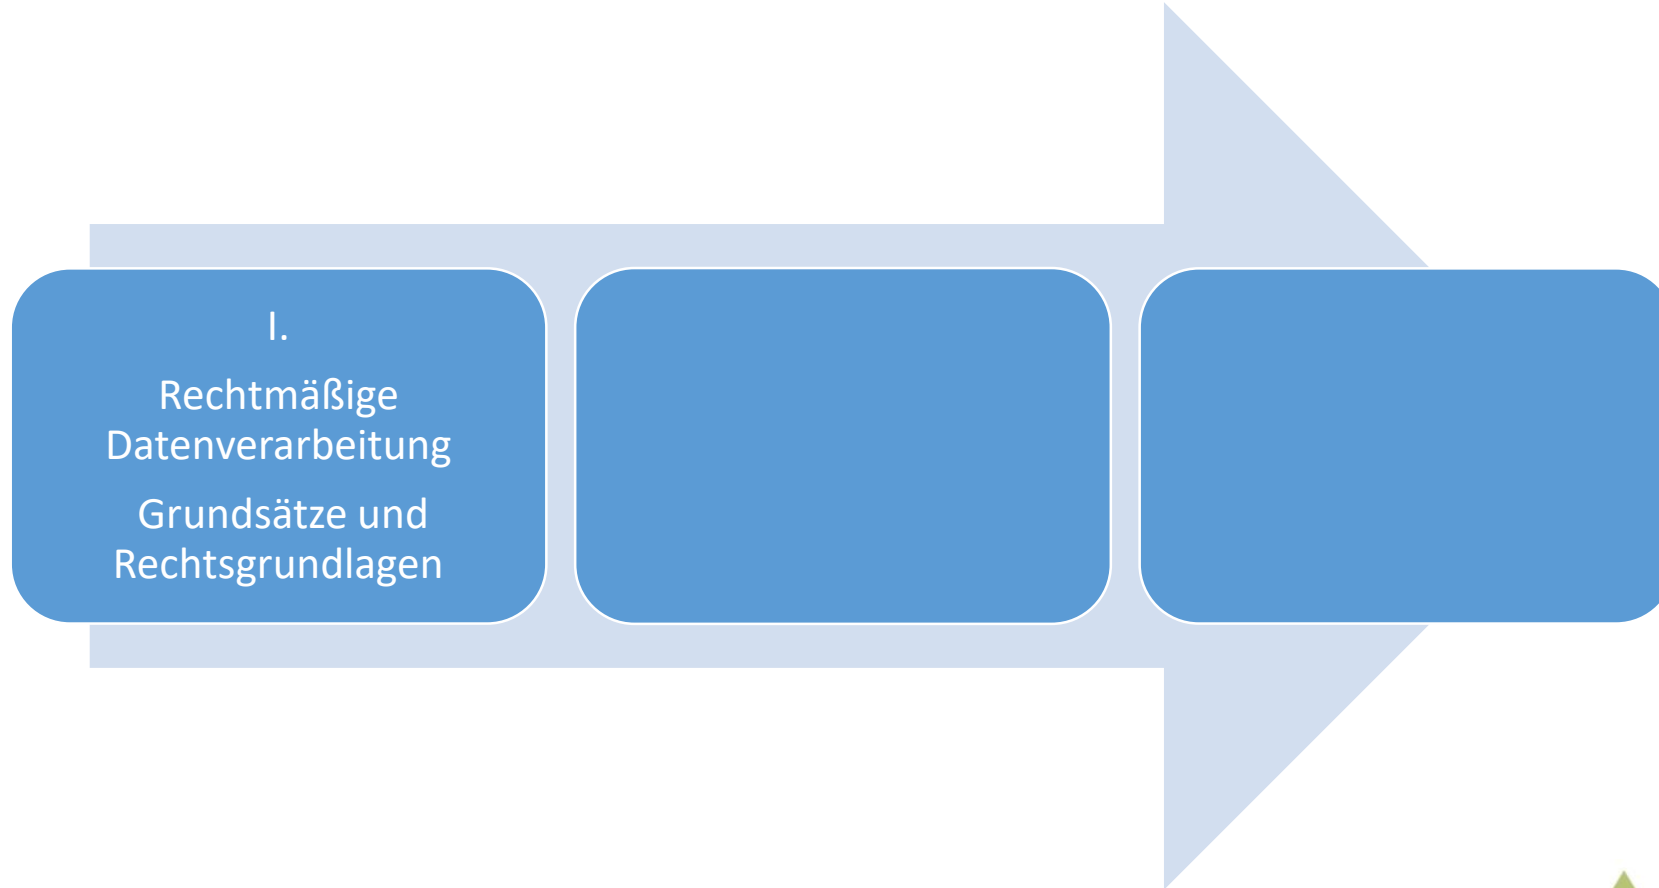 I.
Rechtmäßige
Datenverarbeitung
Grundsätze und
Rechtsgrundlagen